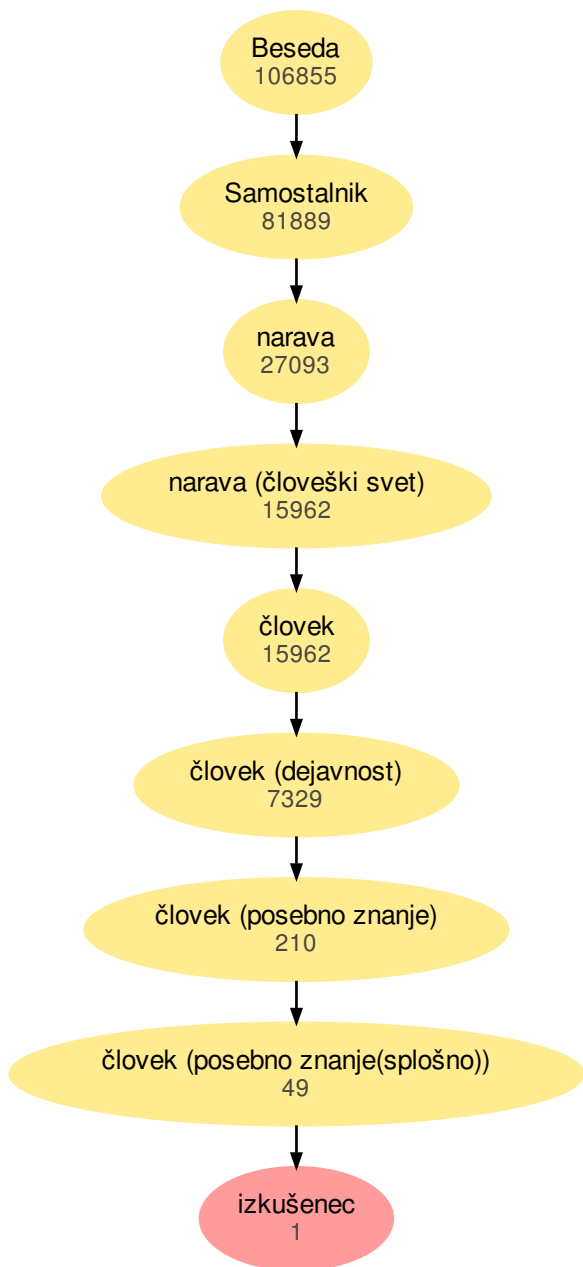 Beseda
106855
Samostalnik
81889
narava
27093
narava (človeški svet)
15962
človek
15962
človek (dejavnost)
7329
človek (posebno znanje)
210
človek (posebno znanje(splošno))
49
izkušenec
1